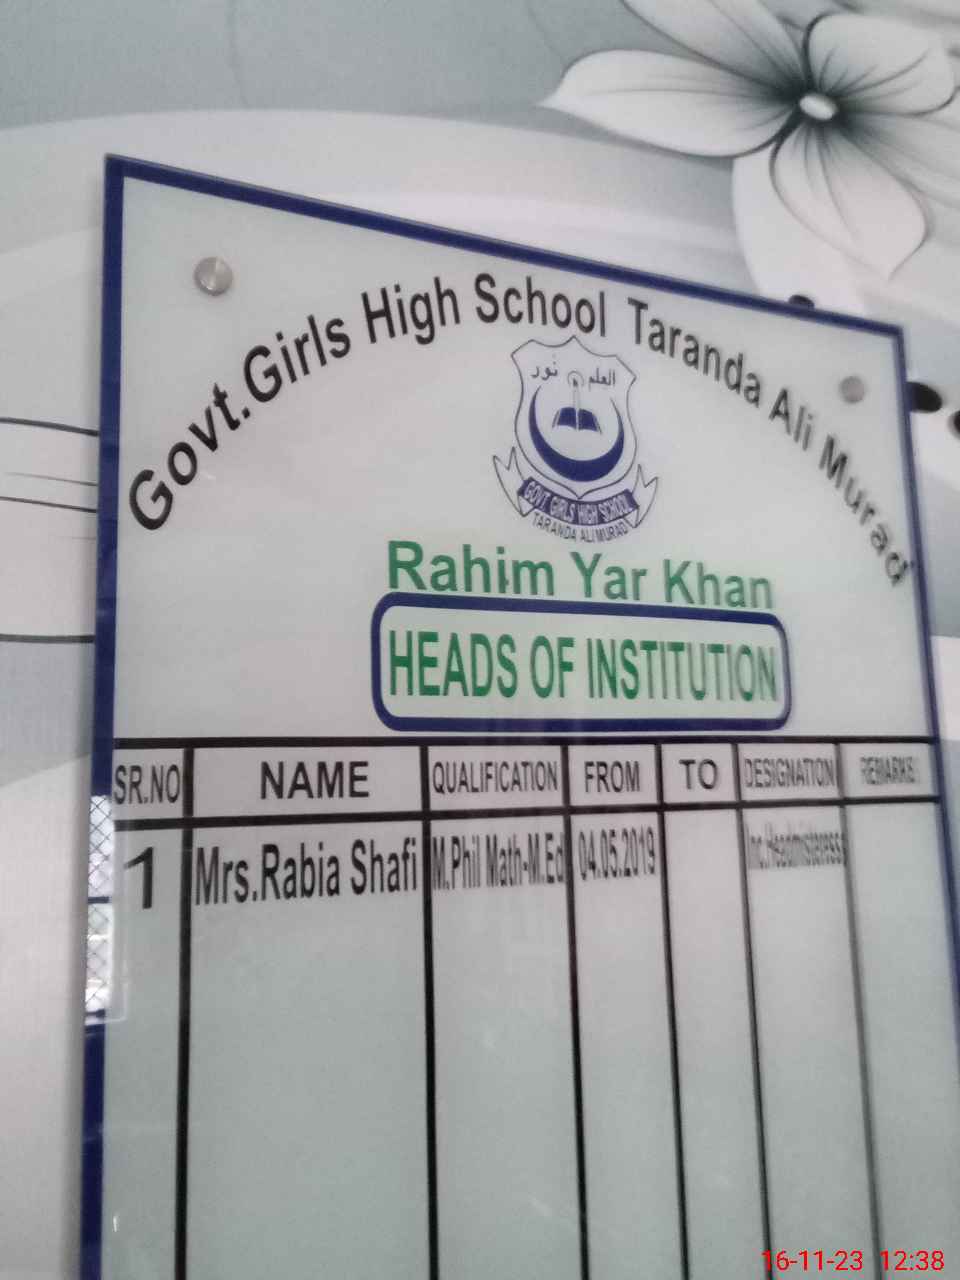 Govt.Girls High School Taranda Ali Murad
العلم نور
GOVT GIRLS HIGH SCHOOL
TARANDA ALI MURAD
Rahim Yar Khan
HEADS OF INSTITUTION
SR.NO NAME QUALIFICATION FROM TO DESIGNATION REMARKS
1 Mrs.Rabia Shafi M.Phil Math-M.Ed 04.05.2019
16-11-23 12:38